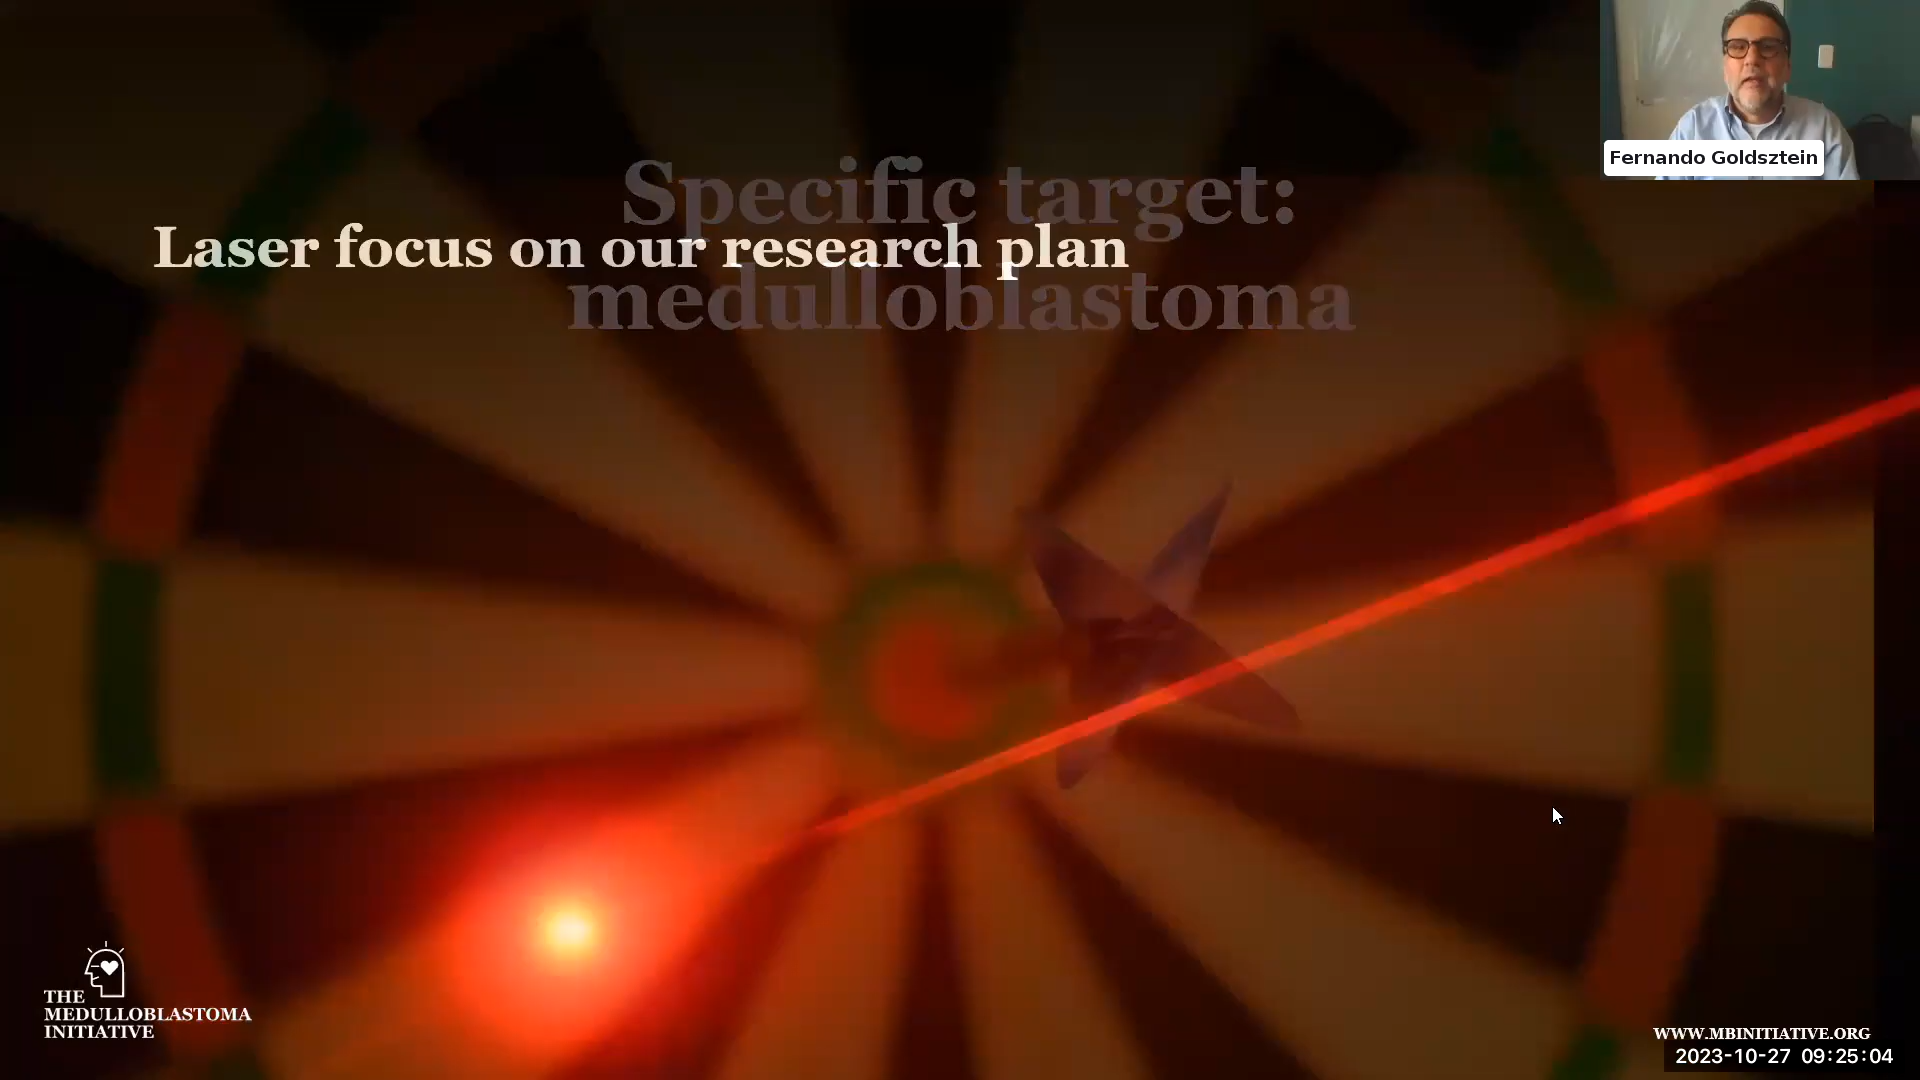 Fernando Goldsztein
Specific target:
Laser focus on our research plan
medulloblastoma
THE
MEDULLOBLASTOMA
INITIATIVE
WWW.MBINITIATIVE.ORG
2023-10-27 09:25:04